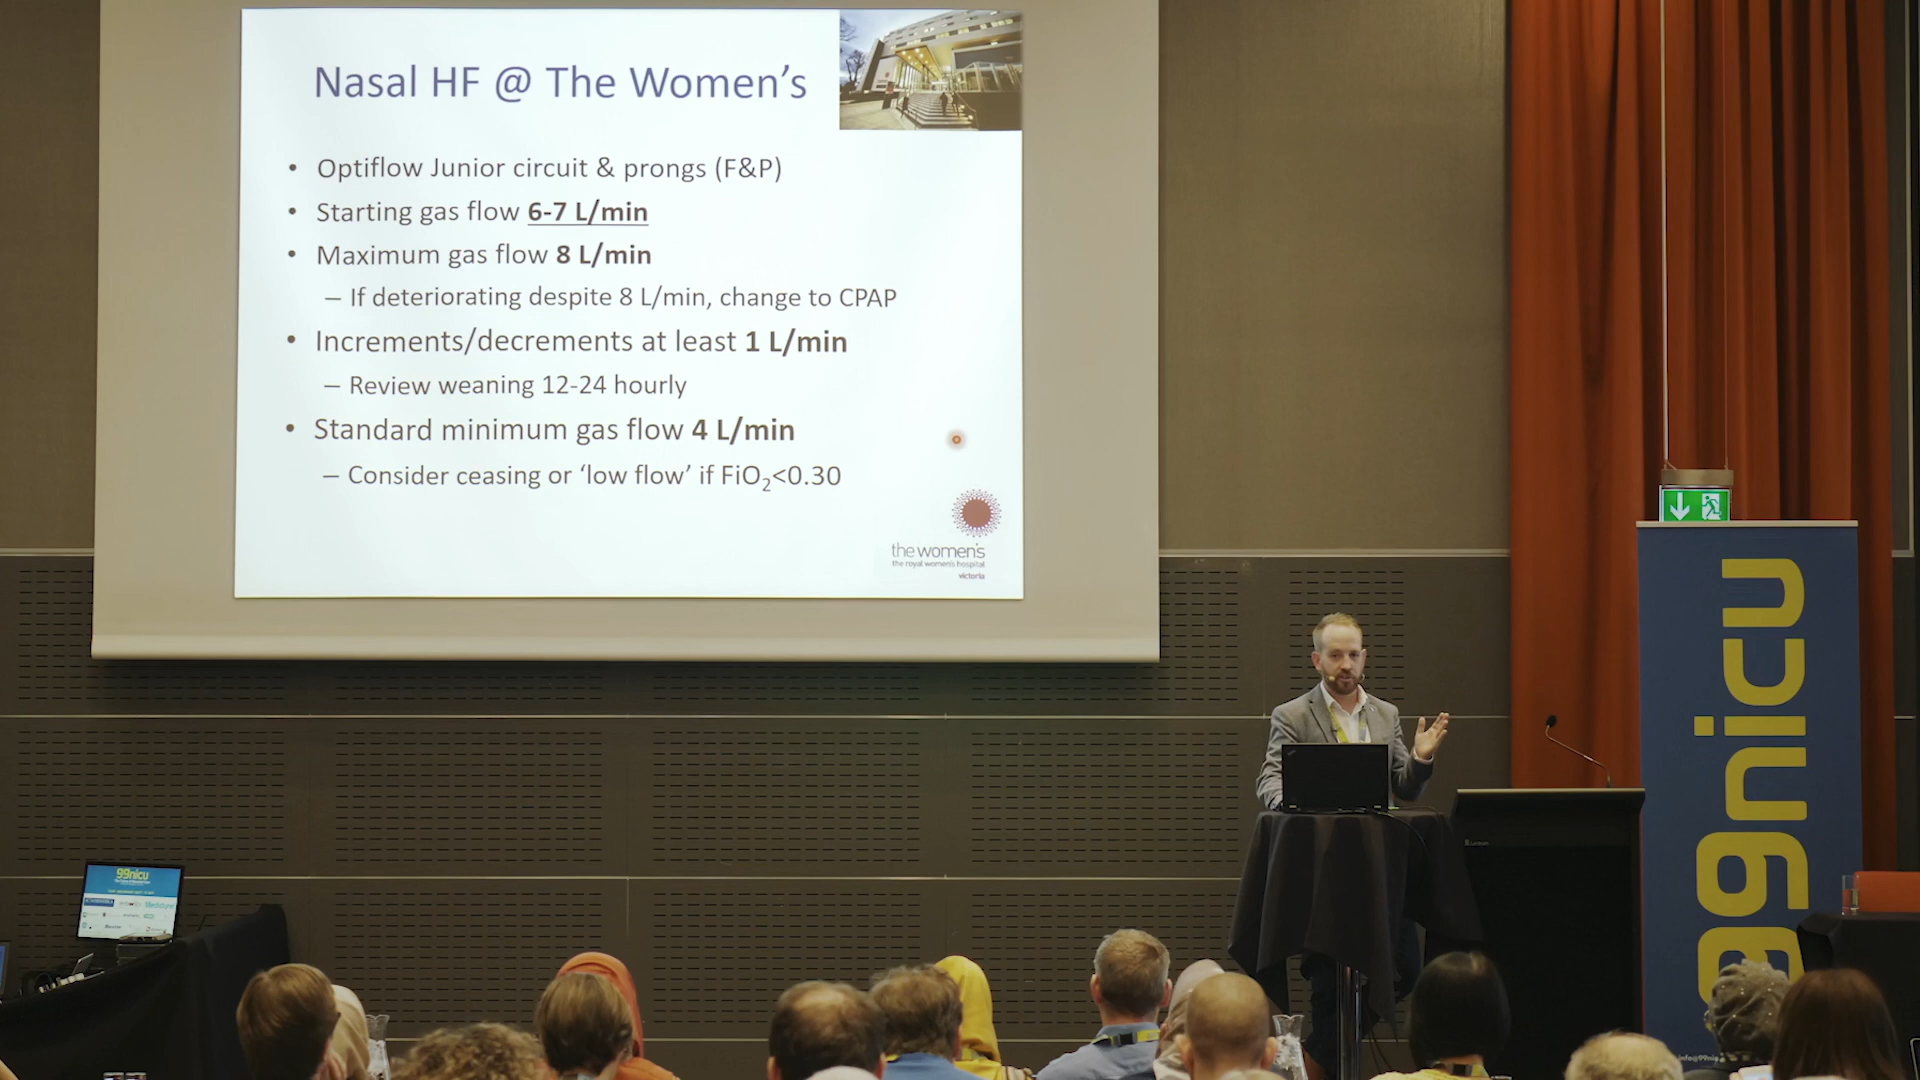 Nasal HF @ The Women's
• Optiflow Junior circuit & prongs (F&P)
• Starting gas flow 6-7 L/min
• Maximum gas flow 8 L/min
– If deteriorating despite 8 L/min, change to CPAP
• Increments/decrements at least 1 L/min
– Review weaning 12-24 hourly
• Standard minimum gas flow 4 L/min
– Consider ceasing or ‘low flow’ if FiO₂<0.30
the women's
the royal women's hospital
victoria
99nicu
99nicu